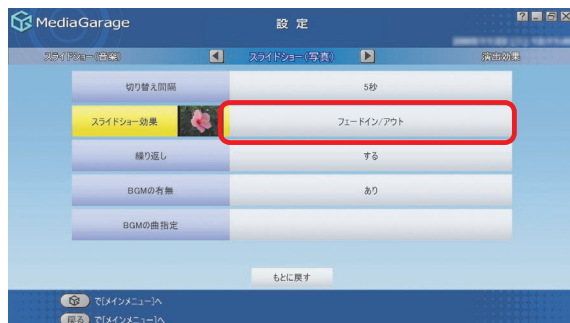 MediaGarage
設 定
スライドショー(音楽)
スライドショー(写真)
演出効果
切り替え間隔
5秒
スライドショー効果
フェードイン/アウト
繰り返し
する
BGMの有無
あり
BGMの曲指定
もとに戻す
で[メインメニュー]へ
戻る で[メインメニュー]へ